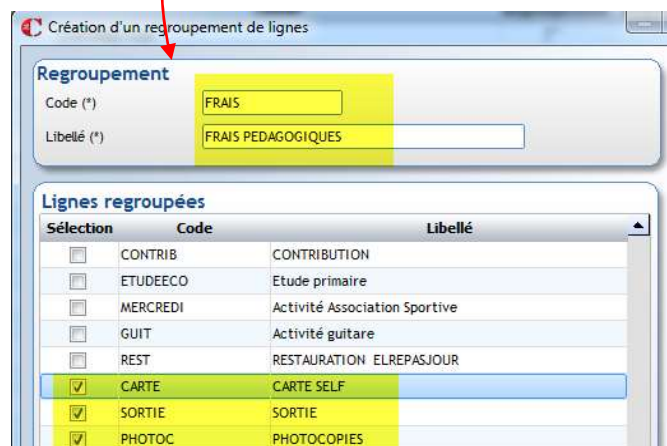 Création d'un regroupement de lignes
Regroupement
Code (*) FRAIS
Libellé (*) FRAIS PEDAGOGIQUES
Lignes regroupées
Sélection Code Libellé
CONTRIB CONTRIBUTION
ETUDEECO Etude primaire
MERCREDI Activité Association Sportive
GUIT Activité guitare
REST RESTAURATION ELREPASJOUR
CARTE CARTE SELF
SORTIE SORTIE
PHOTOC PHOTOCOPIES